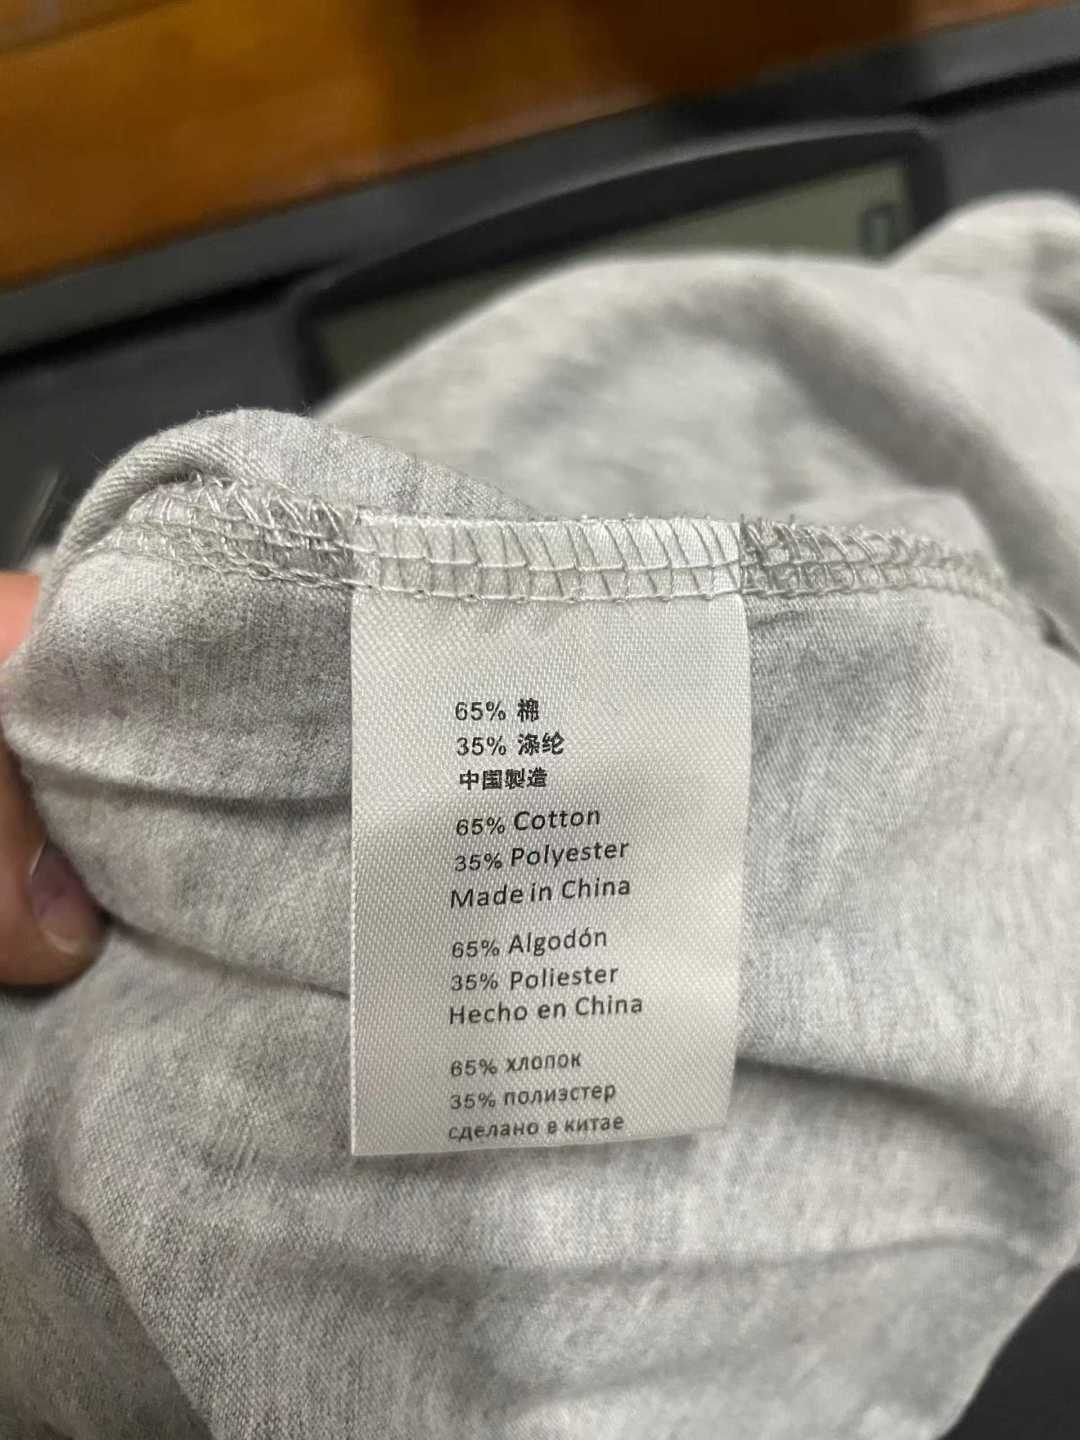 65% 棉
35% 涤纶
中国製造
65% Cotton
35% Polyester
Made in China
65% Algodón
35% Poliester
Hecho en China
65% хлопок
35% полиэстер
сделано в китае